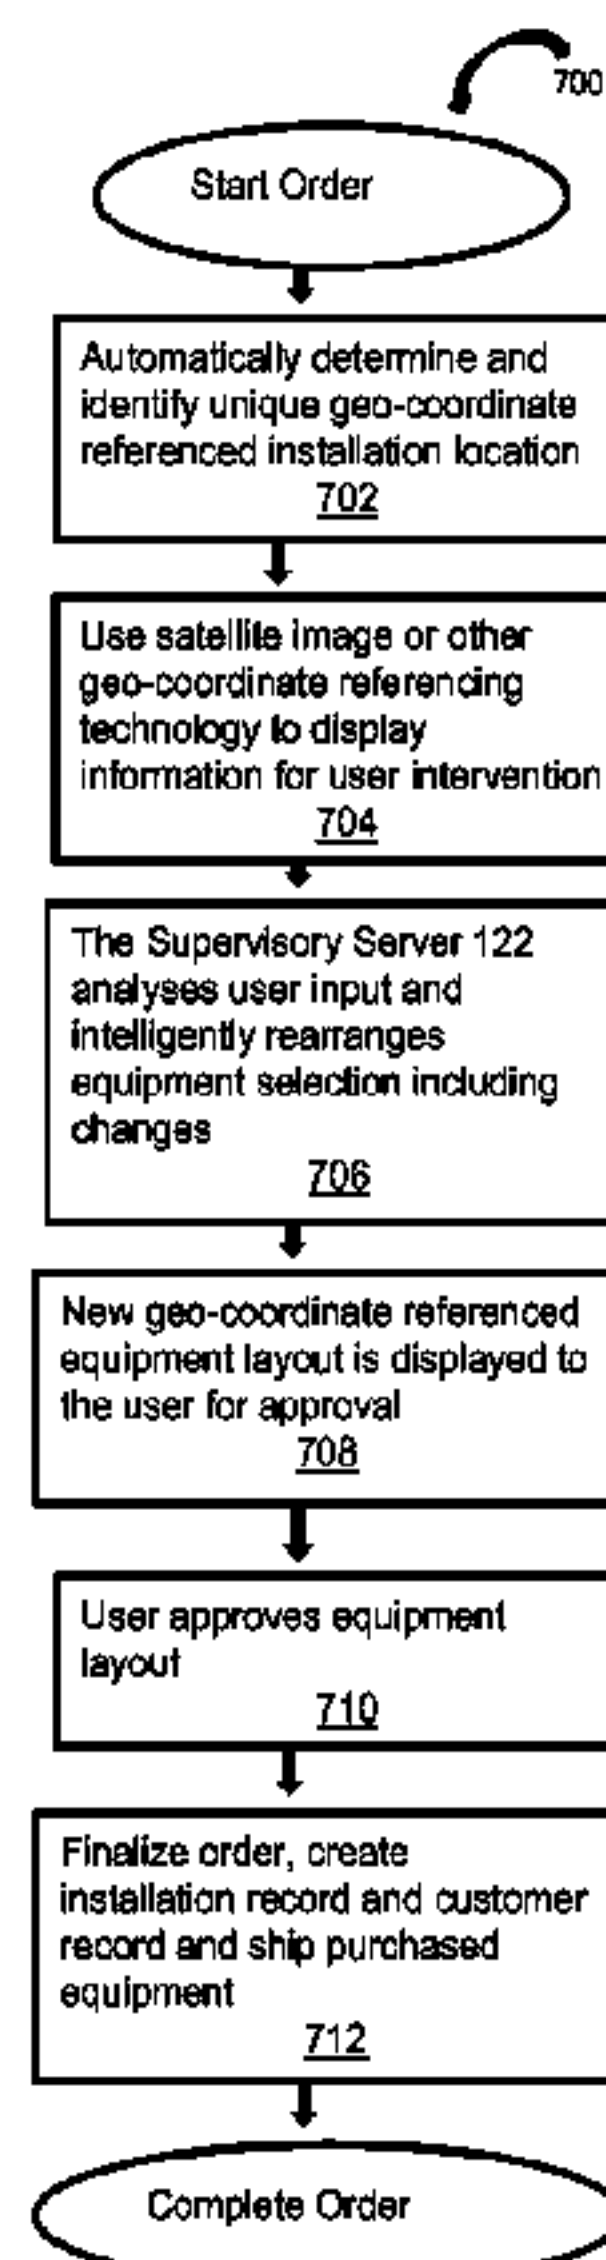 700
Start Order
Automatically determine and
identify unique geo-coordinate
referenced installation location
702
Use satellite image or other
geo-coordinate referencing
technology to display
information for user intervention
704
The Supervisory Server 122
analyses user input and
intelligently rearranges
equipment selection including
changes
706
New geo-coordinate referenced
equipment layout is displayed to
the user for approval
708
User approves equipment
layout
710
Finalize order, create
installation record and customer
record and ship purchased
equipment
712
Complete Order